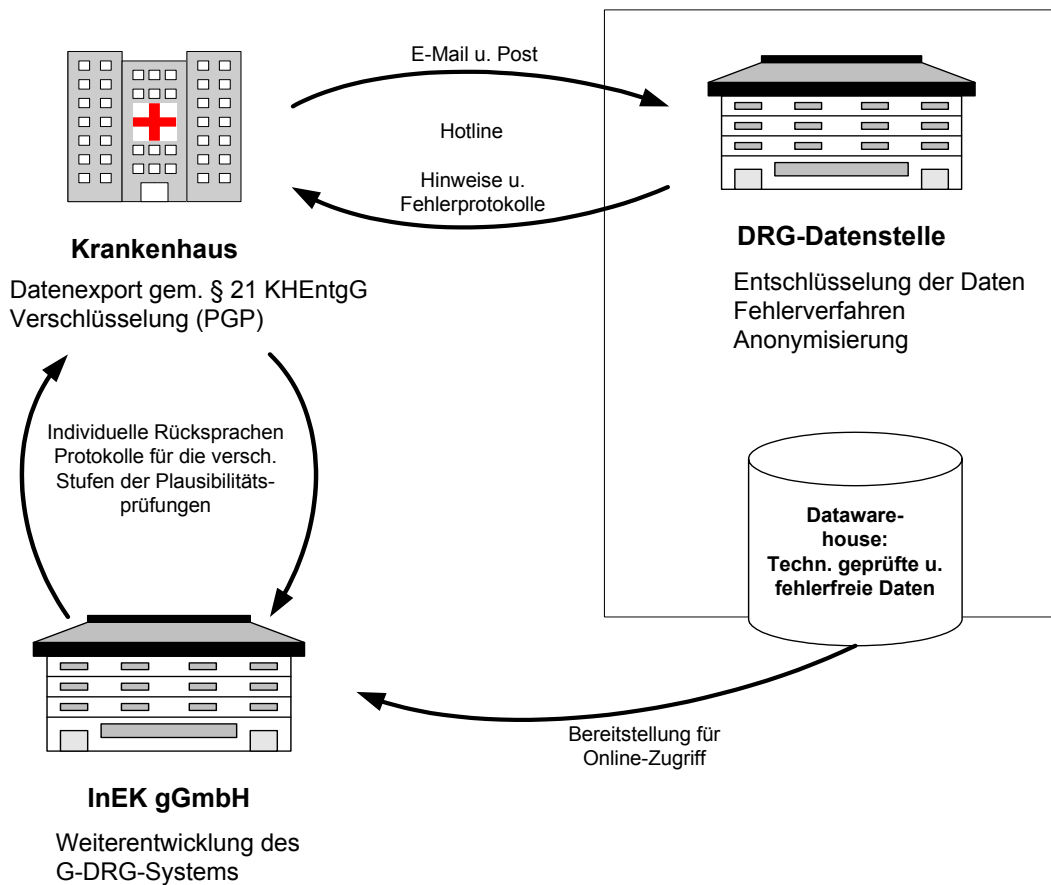 E-Mail u. Post
Hotline
Hinweise u.
Fehlerprotokolle
Krankenhaus
Datenexport gem. § 21 KHEntgG
Verschlüsselung (PGP)
DRG-Datenstelle
Entschlüsselung der Daten
Fehlerverfahren
Anonymisierung
Individuelle Rücksprachen
Protokolle für die versch.
Stufen der Plausibilitäts-
prüfungen
Dataware-
house:
Techn. geprüfte u.
fehlerfreie Daten
Bereitstellung für
Online-Zugriff
InEK gGmbH
Weiterentwicklung des
G-DRG-Systems